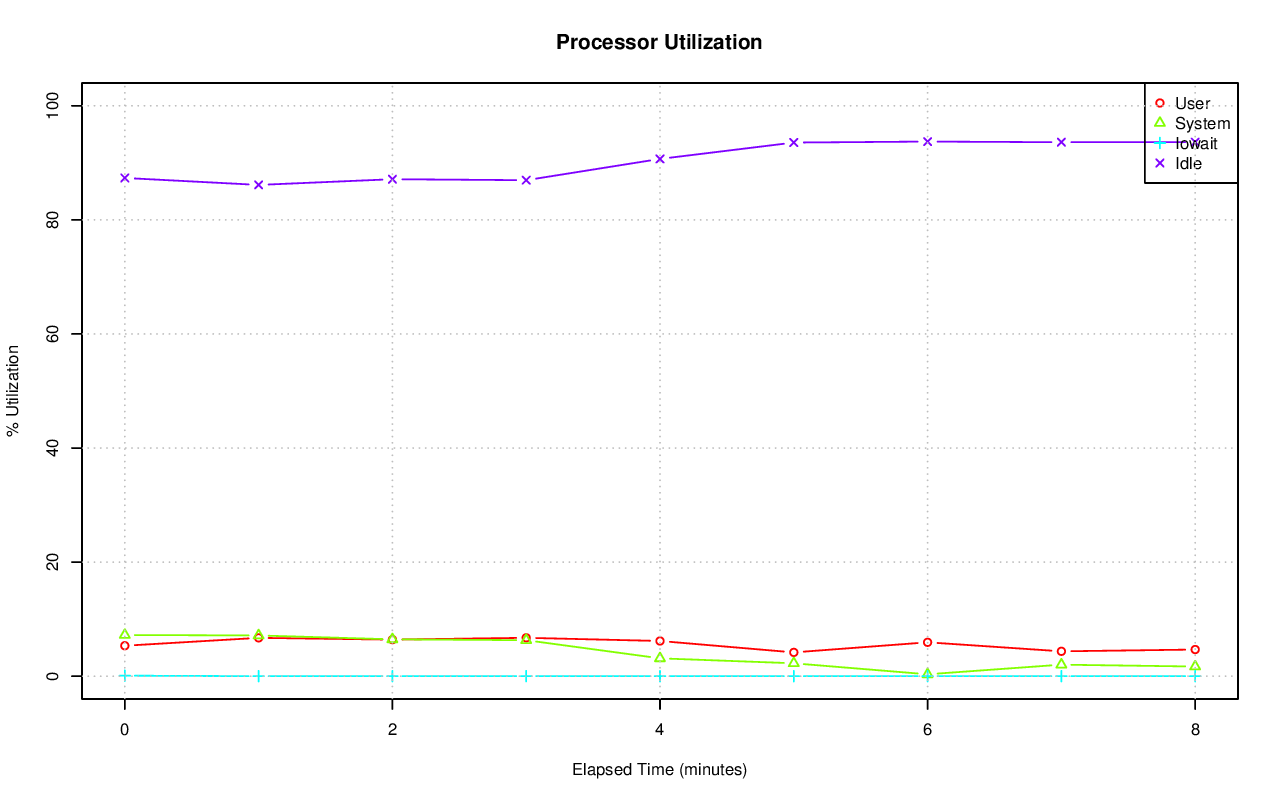 Processor Utilization
% Utilization
100
80
60
40
20
0
User
System
Iowait
Idle
0 2 4 6 8
Elapsed Time (minutes)